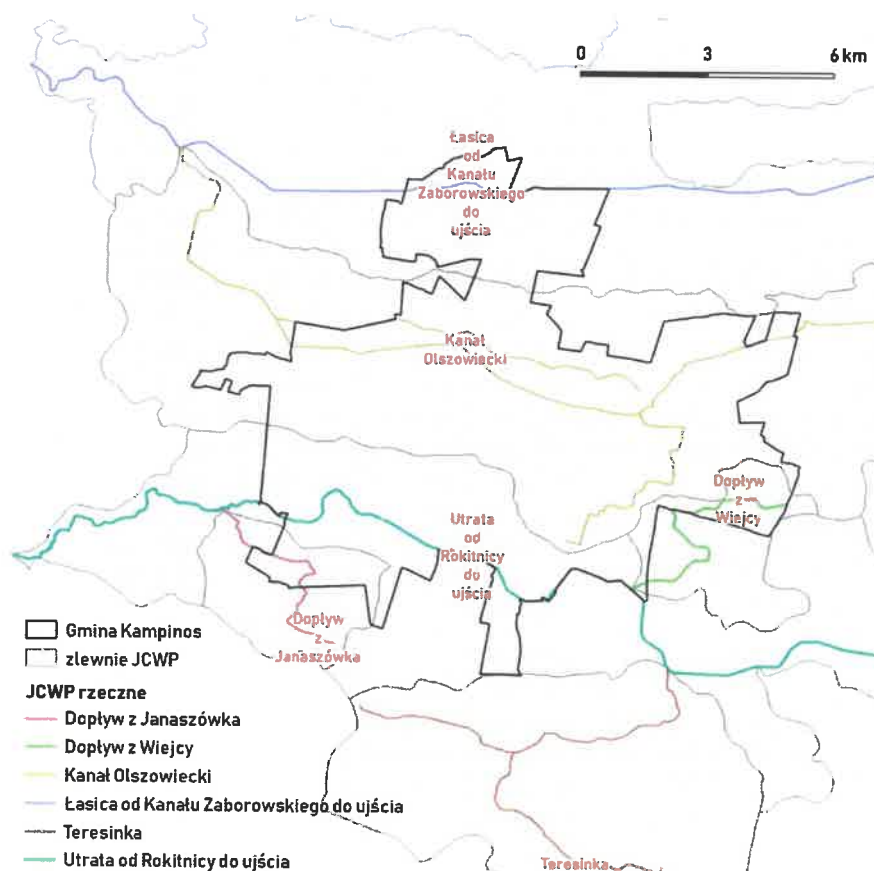 0 3 6 km
Łasica
od
Kanału
Zaborowskiego
do
ujścia
Kanał
Olszowiecki
Dopływ
z
Wiejcy
Utrata
od
Rokitnicy
do
ujścia
Dopływ
z
Janaszówka
Gmina Kampinos
zlewnie JCWP
JCWP rzeczne
Dopływ z Janaszówka
Dopływ z Wiejcy
Kanał Olszowiecki
Łasica od Kanału Zaborowskiego do ujścia
Teresinka
Utrata od Rokitnicy do ujścia
Teresinka